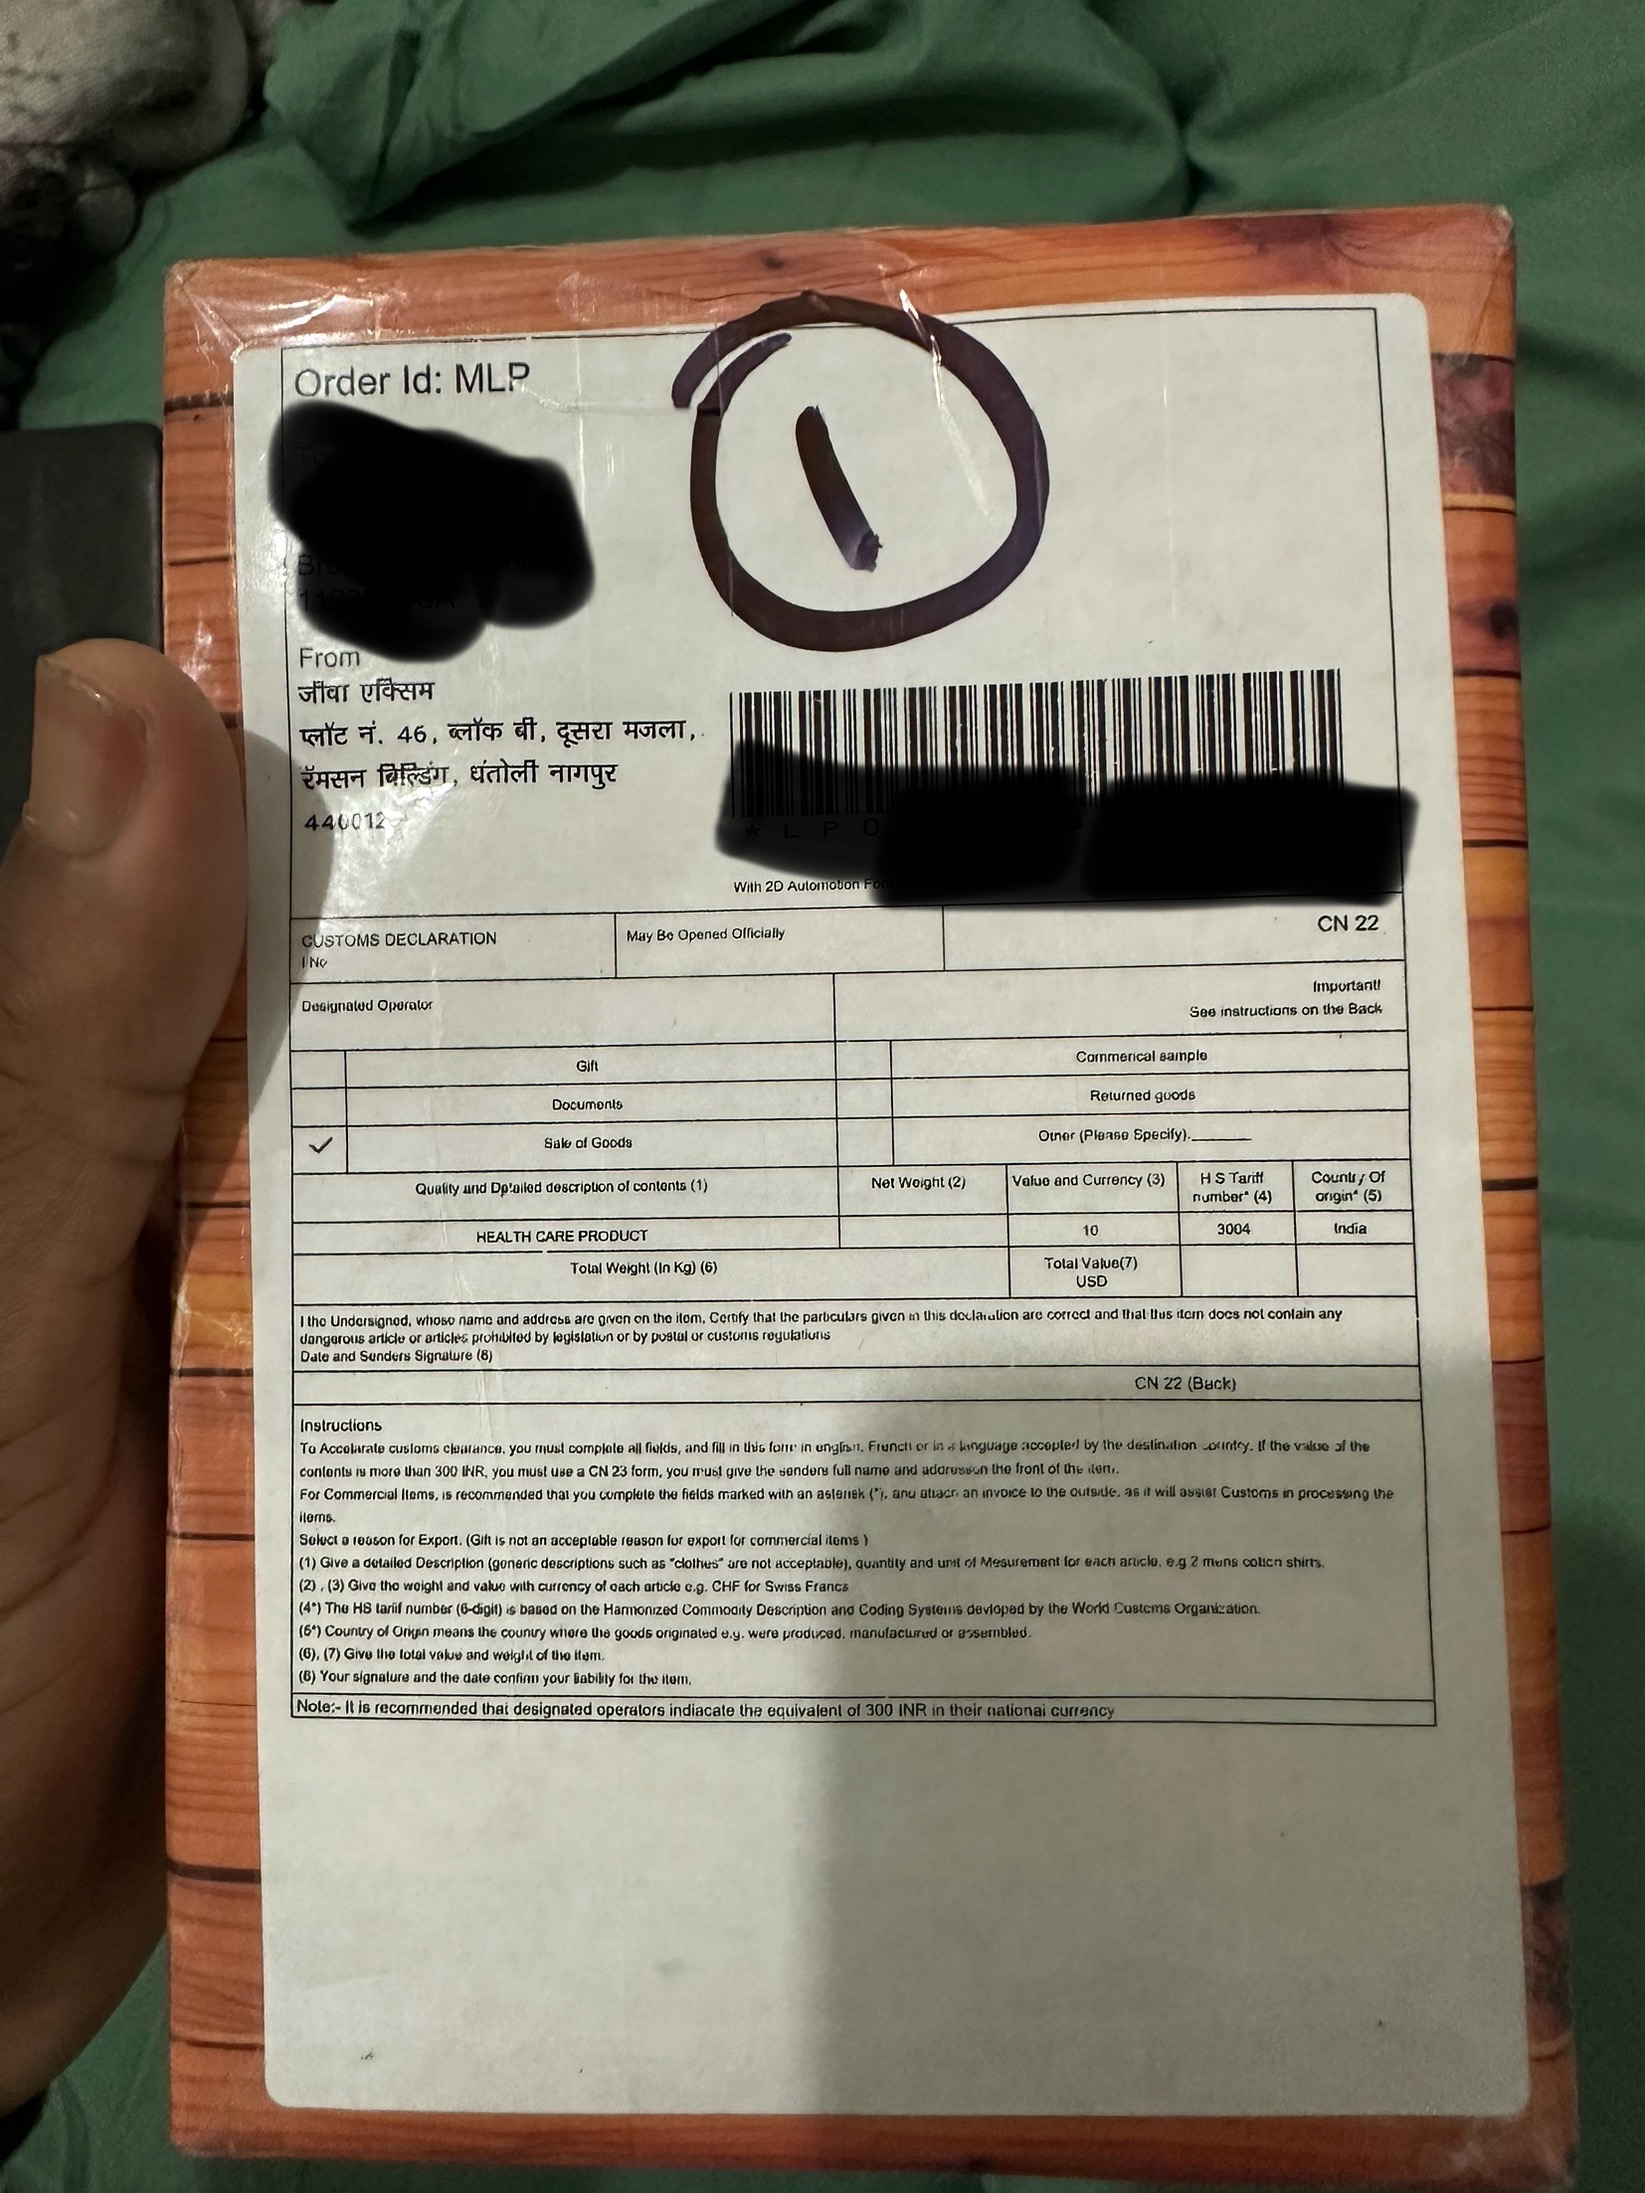 Order Id: MLP
1
From
जीवा एक्सिम
प्लॉट नं. 46, ब्लॉक बी, दूसरा मजला,
रॅमसन बिल्डिंग, धंतोली नागपुर
440012
* L P 0
With 2D Automotion
CUSTOMS DECLARATION
May Be Opened Officially
CN 22
Designated Operator
Important!
See instructions on the Back
Gift
Commerical sample
Documents
Returned goods
✓ Sale of Goods
Other (Please Specify).______
Quality and Detailed description of contents (1)
Net Weight (2)
Value and Currency (3)
H S Tariff number* (4)
Country Of origin* (5)
HEALTH CARE PRODUCT
10
3004
India
Total Weight (In Kg) (6)
Total Value(7)
USD
I the Undersigned, whose name and address are given on the item, Certify that the particulars given in this declaration are correct and that this item does not contain any
dangerous article or articles prohibited by legislation or by postal or customs regulations
Date and Senders Signature (8)
CN 22 (Back)
Instructions
To Accelarate customs clearance, you must complete all fields, and fill in this form in english, French or in a language accepted by the destination country. If the value of the
contents is more than 300 INR, you must use a CN 23 form, you must give the senders full name and address on the front of the item.
For Commercial Items, is recommended that you complete the fields marked with an asterisk (*), and attach an invoice to the outside, as it will assist Customs in processing the
items.
Select a reason for Export. (Gift is not an acceptable reason for export for commercial items )
(1) Give a detailed Description (generic descriptions such as "clothes" are not acceptable), quantity and unit of Mesurement for each article, e.g 2 mens cotton shirts.
(2) , (3) Give the weight and value with currency of each article e.g. CHF for Swiss Francs
(4*) The HS tariif number (6-digit) is based on the Harmonized Commodity Description and Coding Systems devloped by the World Customs Organization.
(5*) Country of Origin means the country where the goods originated e.g. were produced, manufactured or assembled.
(6), (7) Give the total value and weight of the item.
(8) Your signature and the date confirm your liability for the item.
Note:- It is recommended that designated operators indiacate the equivalent of 300 INR in their national currency